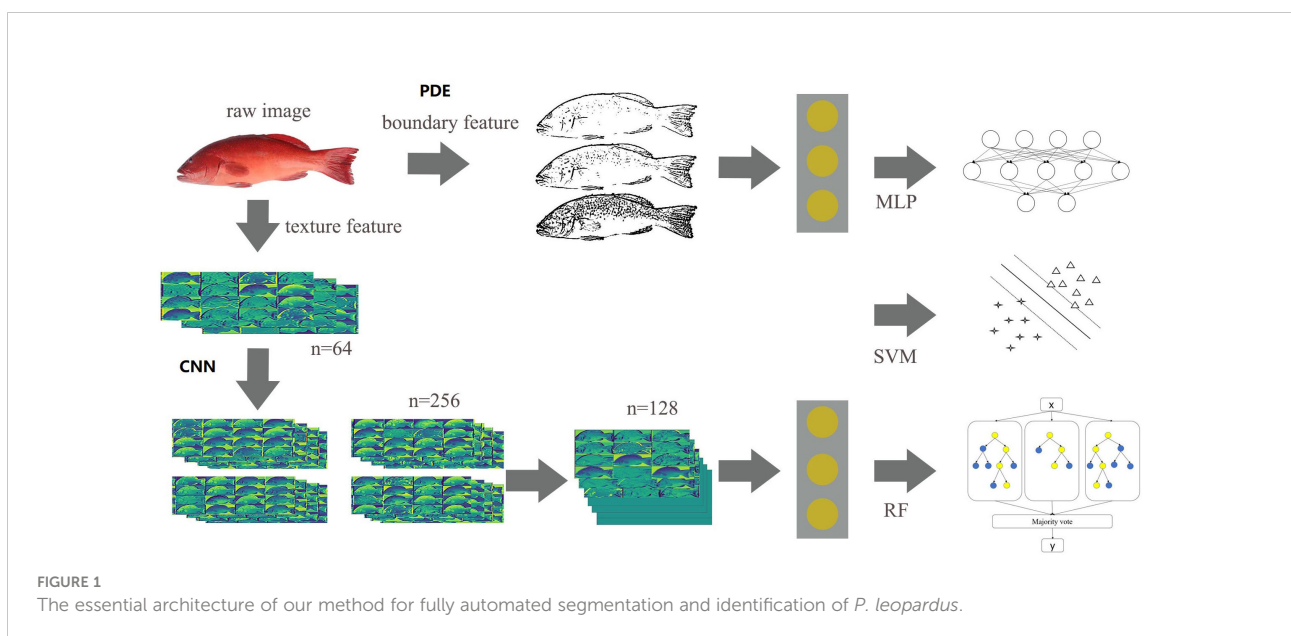 PDE
raw image
boundary feature
MLP
texture feature
n=64
CNN
SVM
n=256
n=128
x
RF
Majority vote
y
FIGURE 1
The essential architecture of our method for fully automated segmentation and identification of P. leopardus.